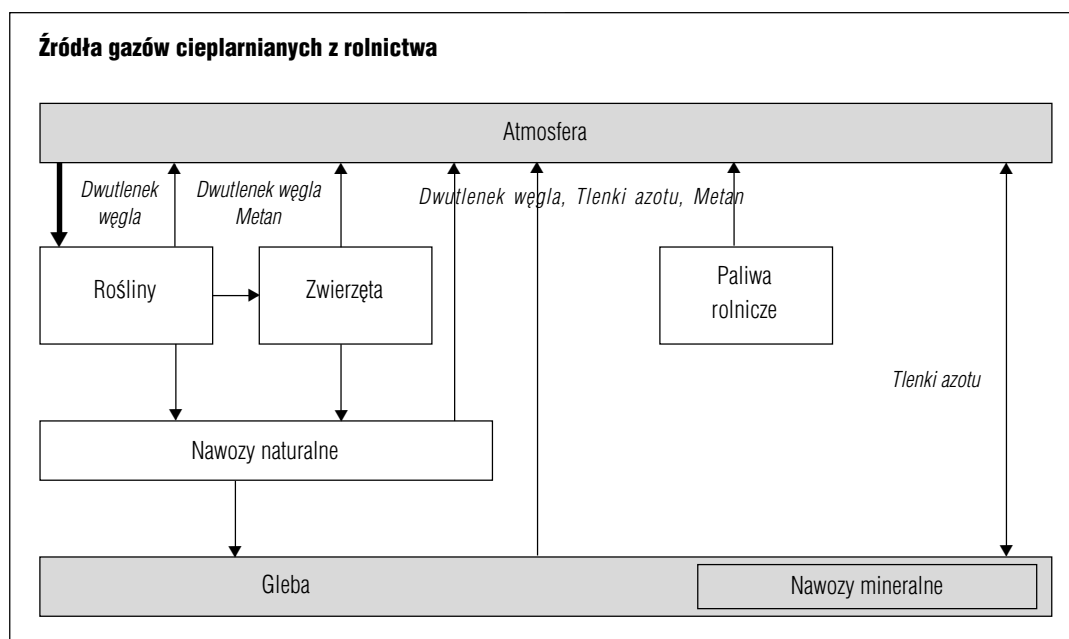 Źródła gazów cieplarnianych z rolnictwa
Atmosfera
Dwutlenek
węgla
Dwutlenek węgla
Metan
Dwutlenek węgla, Tlenki azotu, Metan
Rośliny
Zwierzęta
Paliwa
rolnicze
Tlenki azotu
Nawozy naturalne
Gleba
Nawozy mineralne